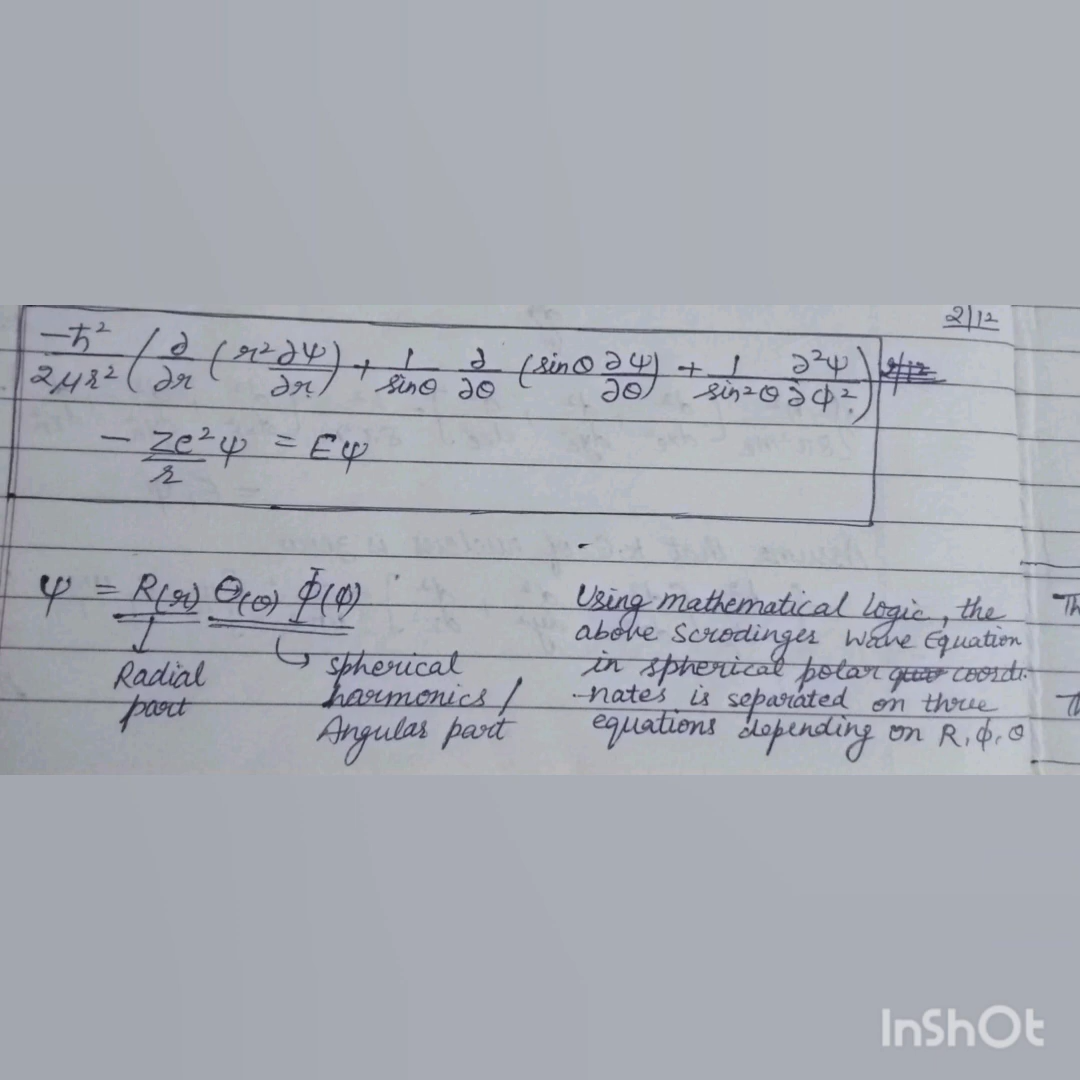 2/12
-ħ²/2μr² (∂/∂r (r² ∂ψ/∂r) + 1/sinθ ∂/∂θ (sinθ ∂ψ/∂θ) + 1/sin²θ ∂²ψ/∂ϕ²)
- Ze²/r ψ = Eψ
ψ = R(r) Θ(θ) Φ(ϕ)
Radial
part
spherical
harmonics /
Angular part
Using mathematical logic, the
above Scrodinger Wave Equation
in spherical polar coordi-
nates is separated on three
equations depending on R, ϕ, θ
Th
Th
InShOt